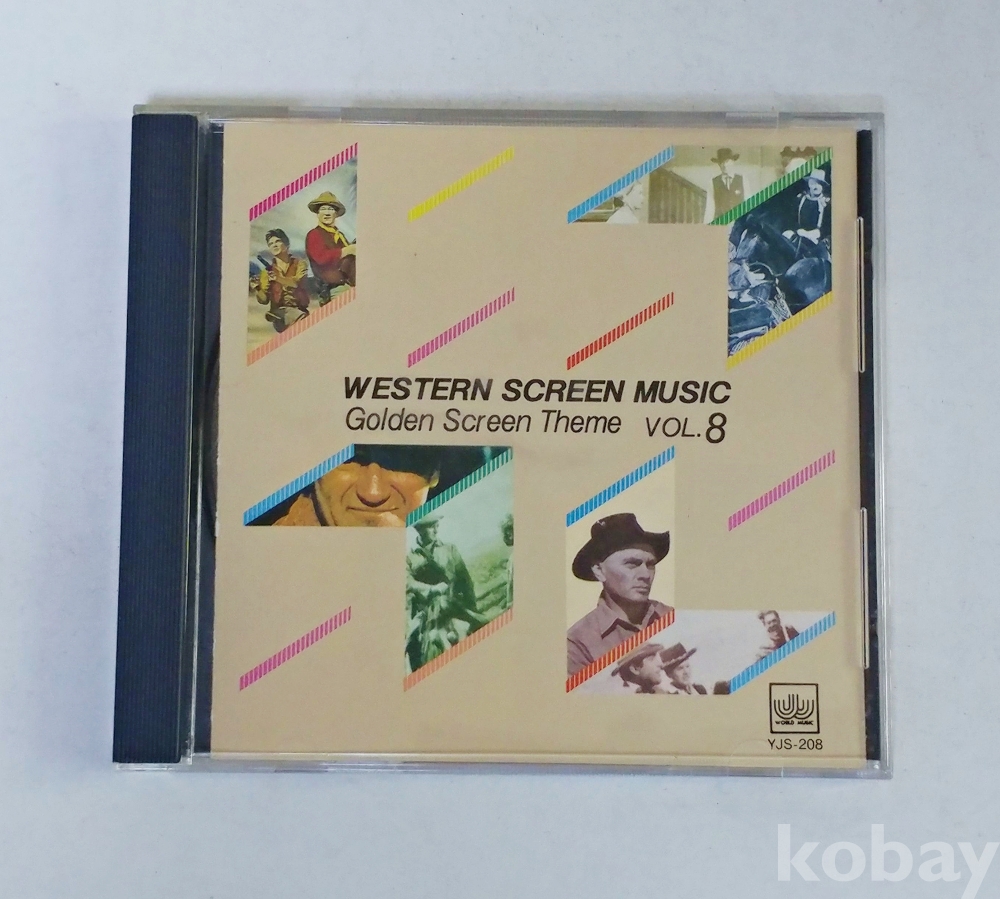 WESTERN SCREEN MUSIC
Golden Screen Theme VOL.8
WORLD MUSIC
YJS-208
kobay